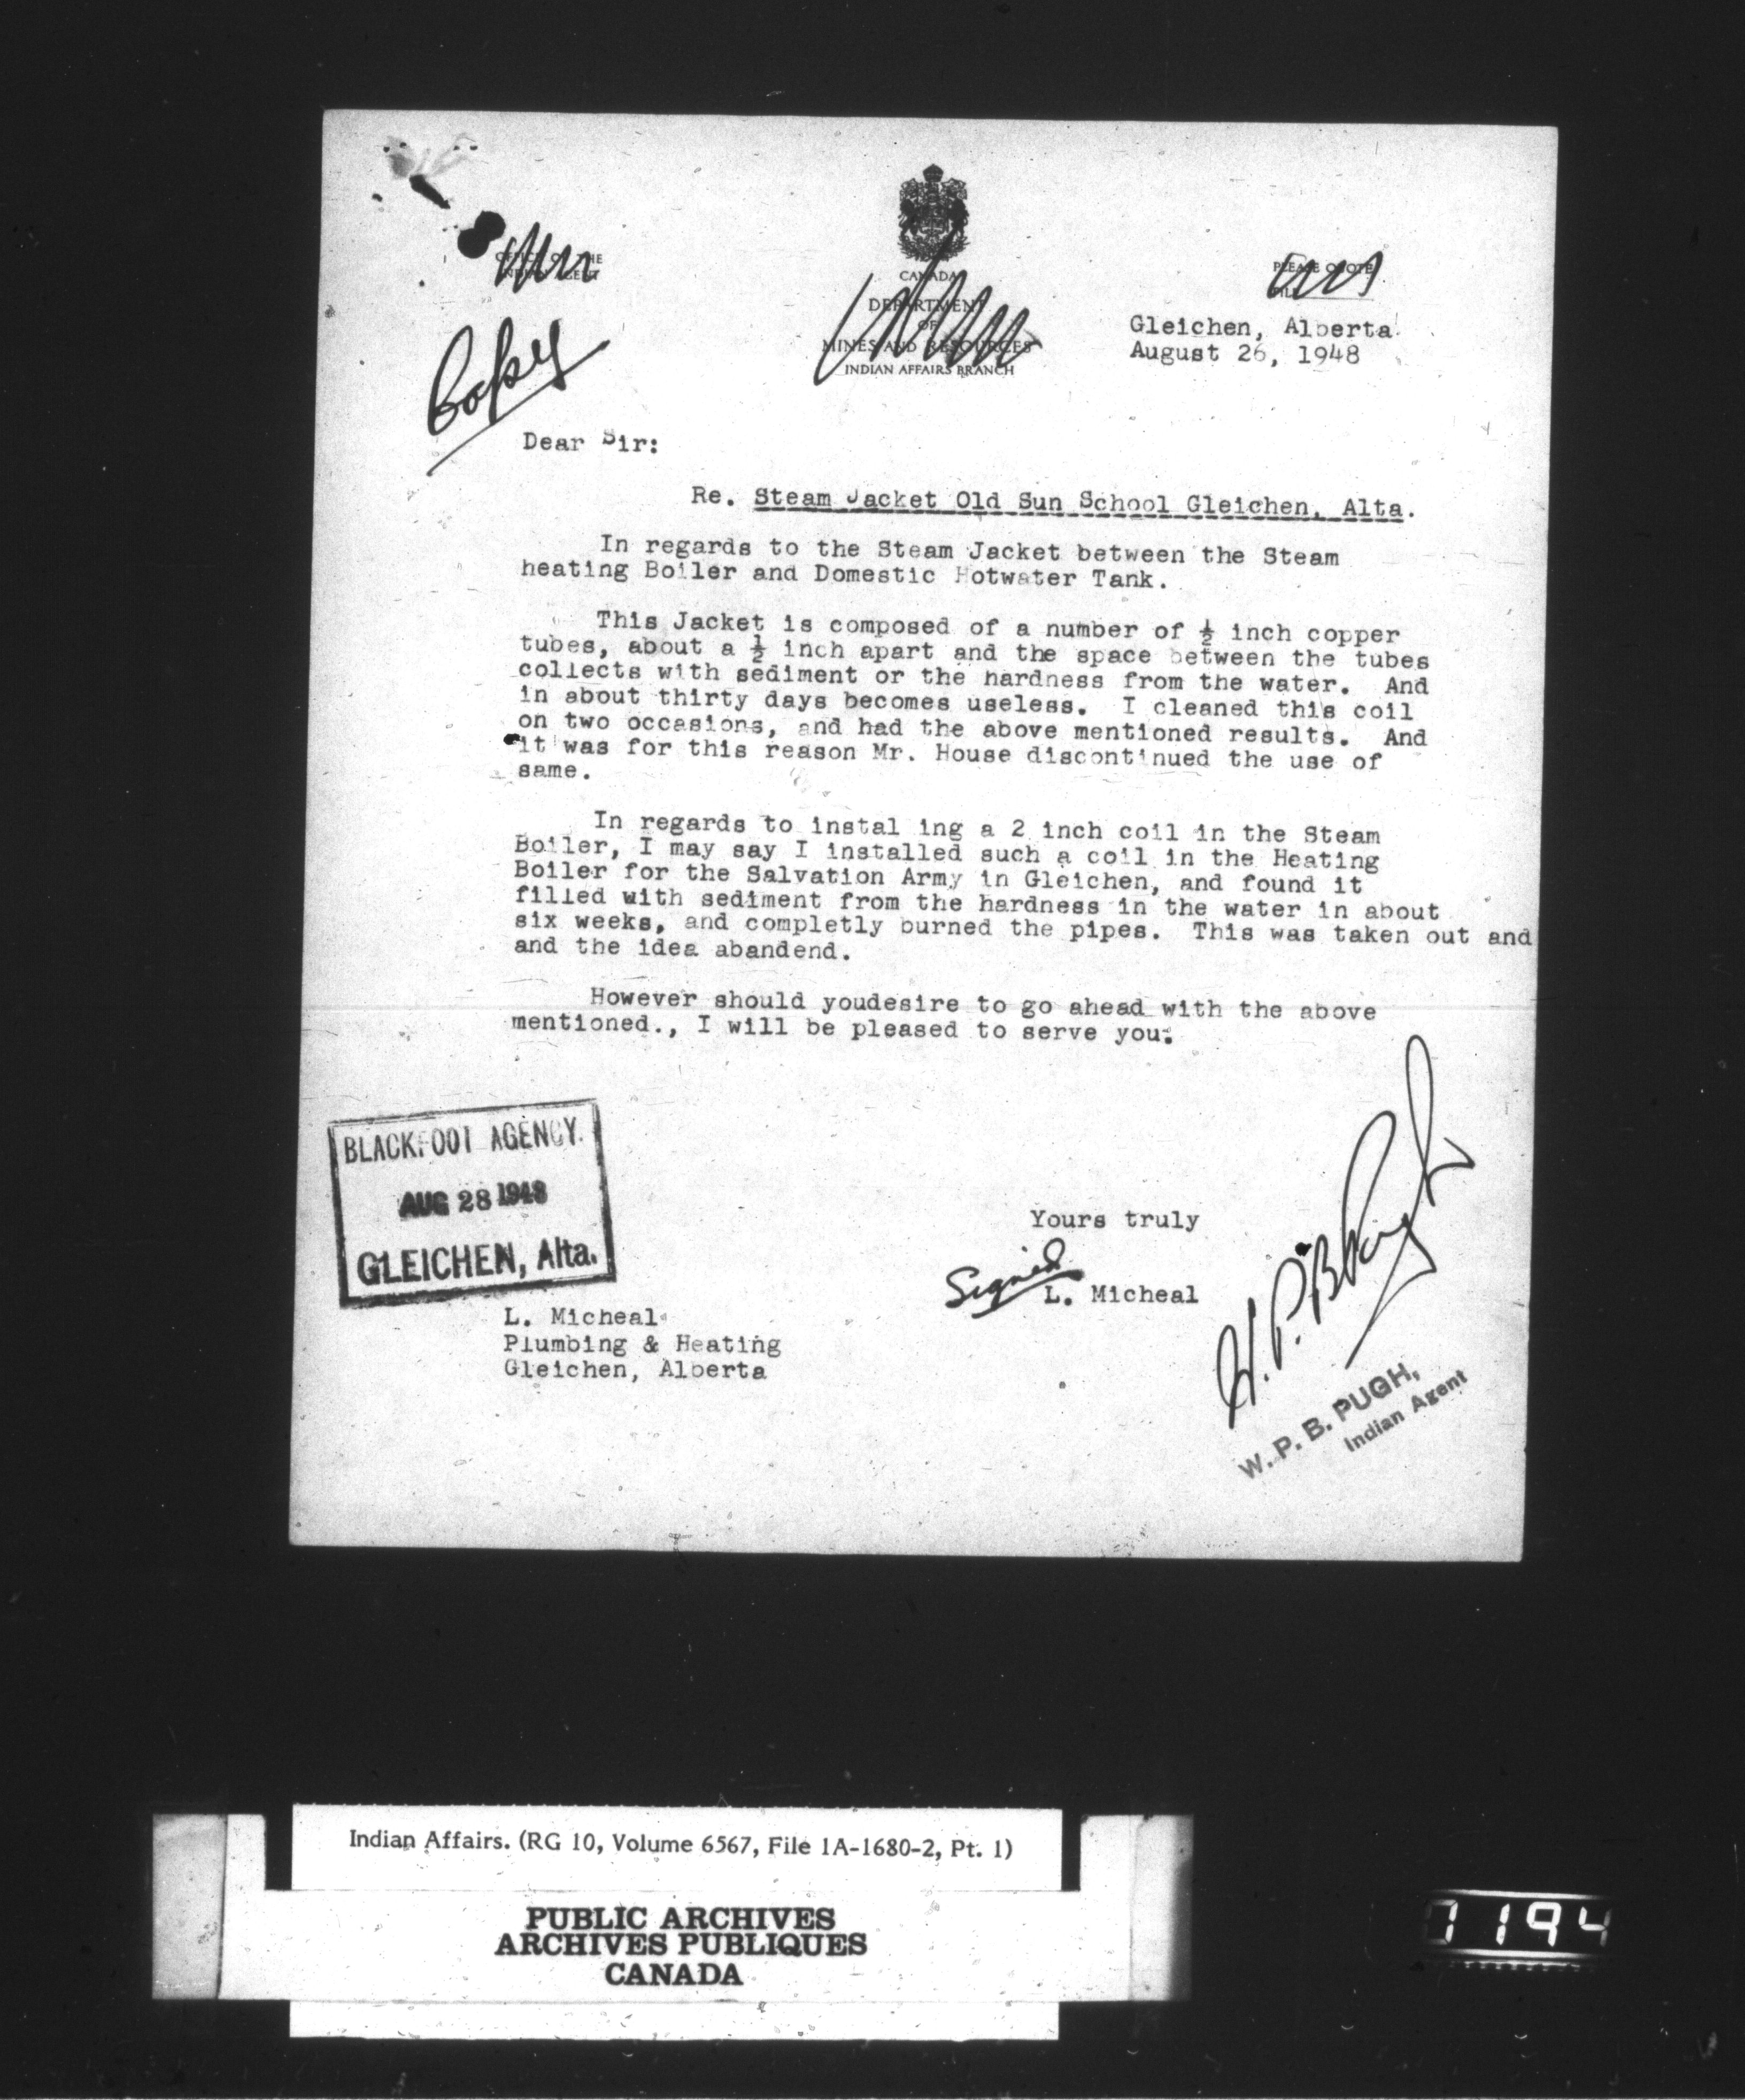 OFFICE OF THE
INDIAN AGENT
CANADA
DEPARTMENT
OF
MINES AND RESOURCES
INDIAN AFFAIRS BRANCH
PLEASE QUOTE
FILE
Copy
Gleichen, Alberta
August 26, 1948
Dear Sir:
Re. Steam Jacket Old Sun School Gleichen, Alta.
In regards to the Steam Jacket between the Steam
heating Boiler and Domestic Hotwater Tank.
This Jacket is composed of a number of ½ inch copper
tubes, about a ½ inch apart and the space between the tubes
collects with sediment or the hardness from the water. And
in about thirty days becomes useless. I cleaned this coil
on two occasions, and had the above mentioned results. And
it was for this reason Mr. House discontinued the use of
same.
In regards to instal ing a 2 inch coil in the Steam
Boiler, I may say I installed such a coil in the Heating
Boiler for the Salvation Army in Gleichen, and found it
filled with sediment from the hardness in the water in about
six weeks, and completly burned the pipes. This was taken out and
and the idea abandend.
However should youdesire to go ahead with the above
mentioned., I will be pleased to serve you.
BLACKFOOT AGENCY.
AUG 28 1948
GLEICHEN, Alta.
Yours truly
Signed
L. Micheal
L. Micheal
Plumbing & Heating
Gleichen, Alberta
W. P. B. Pugh
W. P. B. PUGH,
Indian Agent
Indian Affairs. (RG 10, Volume 6567, File 1A-1680-2, Pt. 1)
PUBLIC ARCHIVES
ARCHIVES PUBLIQUES
CANADA
1194